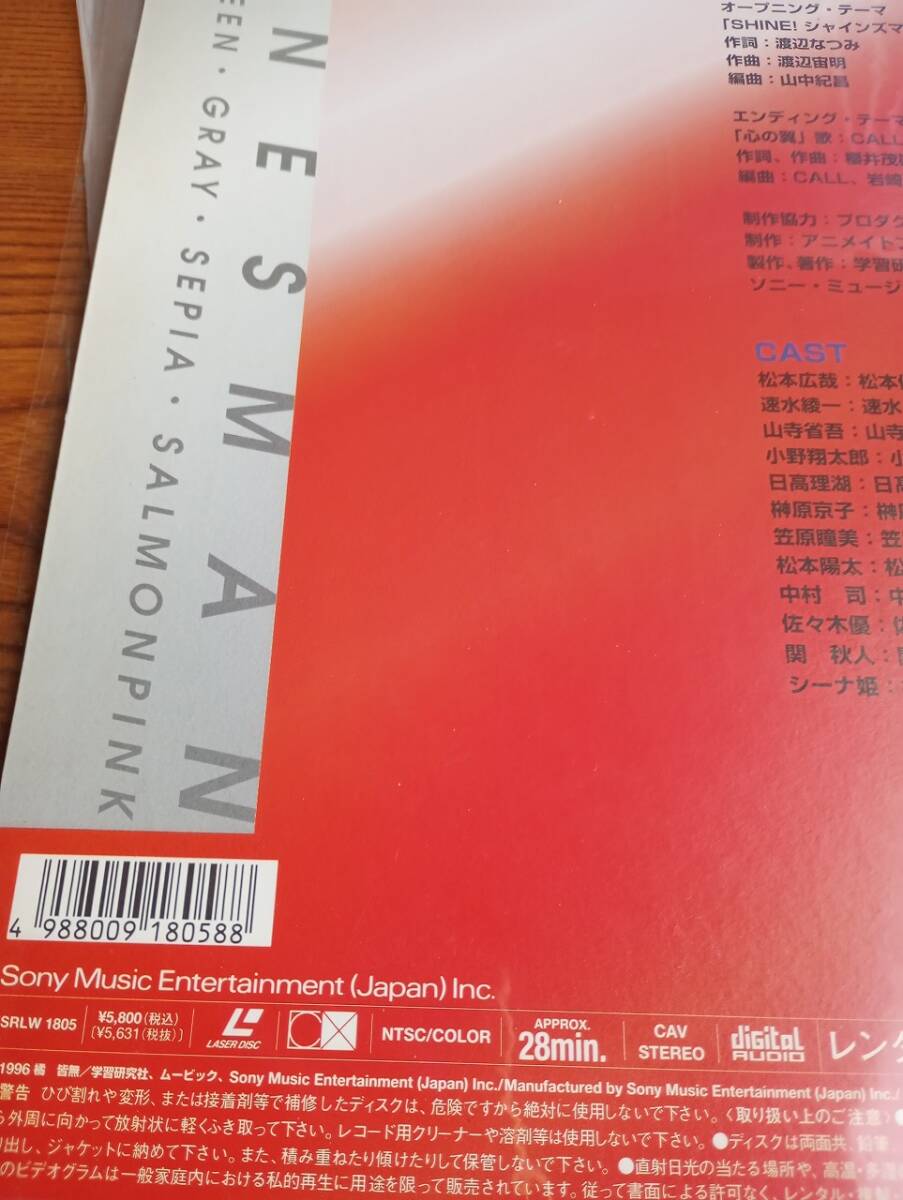 NESMAN
EEN・GRAY・SEPIA・SALMONPINK
オープニング・テーマ
「SHINE! シャインズマ
作詞：渡辺なつみ
作曲：渡辺宙明
編曲：山中紀昌
エンディング・テーマ
「心の翼」歌：CALL
作詞、作曲：櫻井茂
編曲：CALL、岩崎
制作協力：プロダク
制作：アニメイト
製作、著作：学習研
ソニー・ミュージ
CAST
松本広哉：松本
速水綾一：速水
山寺省吾：山寺
小野翔太郎：小
日高理湖：日高
榊原京子：榊原
笠原瞳美：笠
松本陽太：松
中村　司：中
佐々木優：佐
関　秋人：関
シーナ姫：
4 988009 180588
Sony Music Entertainment (Japan) Inc.
SRLW 1805
¥5,800(税込)
〔¥5,631(税抜)〕
LASER DISC
CX
NTSC/COLOR
APPROX.
28min.
CAV
STEREO
digital
AUDIO
レンタ
1996 橘　皆無／学習研究社、ムービック、Sony Music Entertainment (Japan) Inc./Manufactured by Sony Music Entertainment (Japan) Inc./
警告 ひび割れや変形、または接着剤等で補修したディスクは、危険ですから絶対に使用しないで下さい。〈取り扱い上のご注意〉●
ら外周に向かって放射状に軽くふき取って下さい。レコード用クリーナーや溶剤等は使用しないで下さい。●ディスクは両面共、鉛筆
り出し、ジャケットに納めて下さい。また、積み重ねたり傾けたりして保管しないで下さい。●直射日光の当たる場所や、高温・多湿
のビデオグラムは一般家庭内における私的再生に用途を限って販売されています。従って書面による許可なく、レンタル